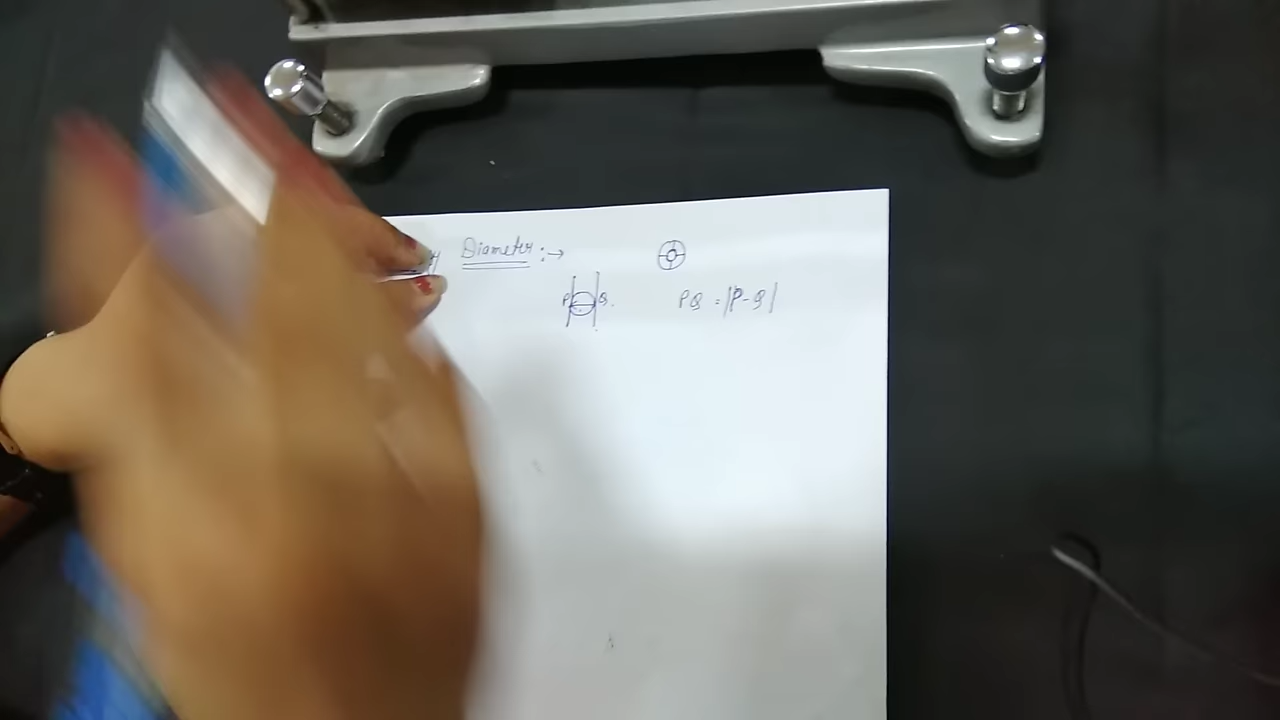 Diameter :→
P Q.
PQ = |P-Q|